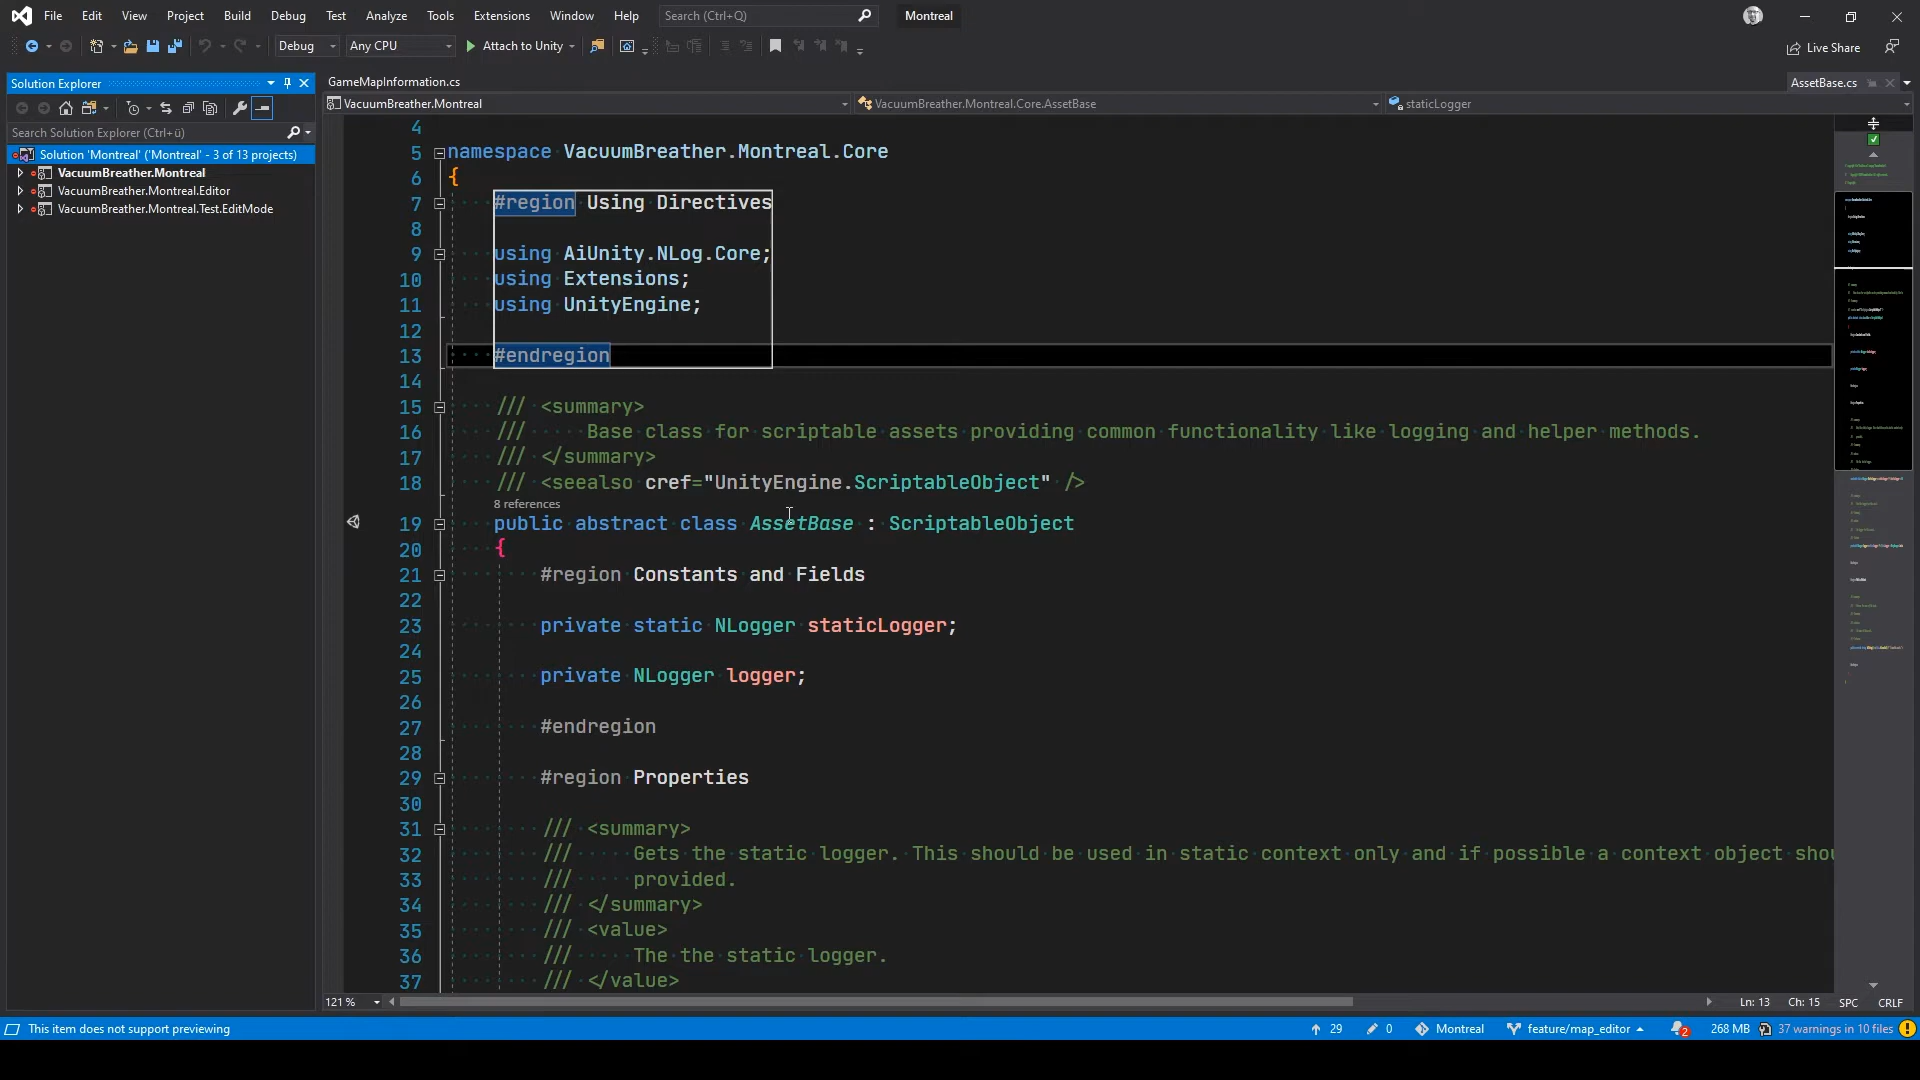 File Edit View Project Build Debug Test Analyze Tools Extensions Window Help Search (Ctrl+Q) Montreal
Debug Any CPU Attach to Unity Live Share
Solution Explorer
Search Solution Explorer (Ctrl+ü)
Solution 'Montreal' ('Montreal' - 3 of 13 projects)
VacuumBreather.Montreal
VacuumBreather.Montreal.Editor
VacuumBreather.Montreal.Test.EditMode
GameMapInformation.cs AssetBase.cs
VacuumBreather.Montreal VacuumBreather.Montreal.Core.AssetBase staticLogger
4
5 namespace VacuumBreather.Montreal.Core
6 {
7 #region Using Directives
8
9 using AiUnity.NLog.Core;
10 using Extensions;
11 using UnityEngine;
12
13 #endregion
14
15 /// <summary>
16 /// Base class for scriptable assets providing common functionality like logging and helper methods.
17 /// </summary>
18 /// <seealso cref="UnityEngine.ScriptableObject" />
8 references
19 public abstract class AssetBase : ScriptableObject
20 {
21 #region Constants and Fields
22
23 private static NLogger staticLogger;
24
25 private NLogger logger;
26
27 #endregion
28
29 #region Properties
30
31 /// <summary>
32 /// Gets the static logger. This should be used in static context only and if possible a context object shou
33 /// provided.
34 /// </summary>
35 /// <value>
36 /// The the static logger.
37 /// </value>
121 % Ln: 13 Ch: 15 SPC CRLF
This item does not support previewing 29 0 Montreal feature/map_editor 2 268 MB 37 warnings in 10 files